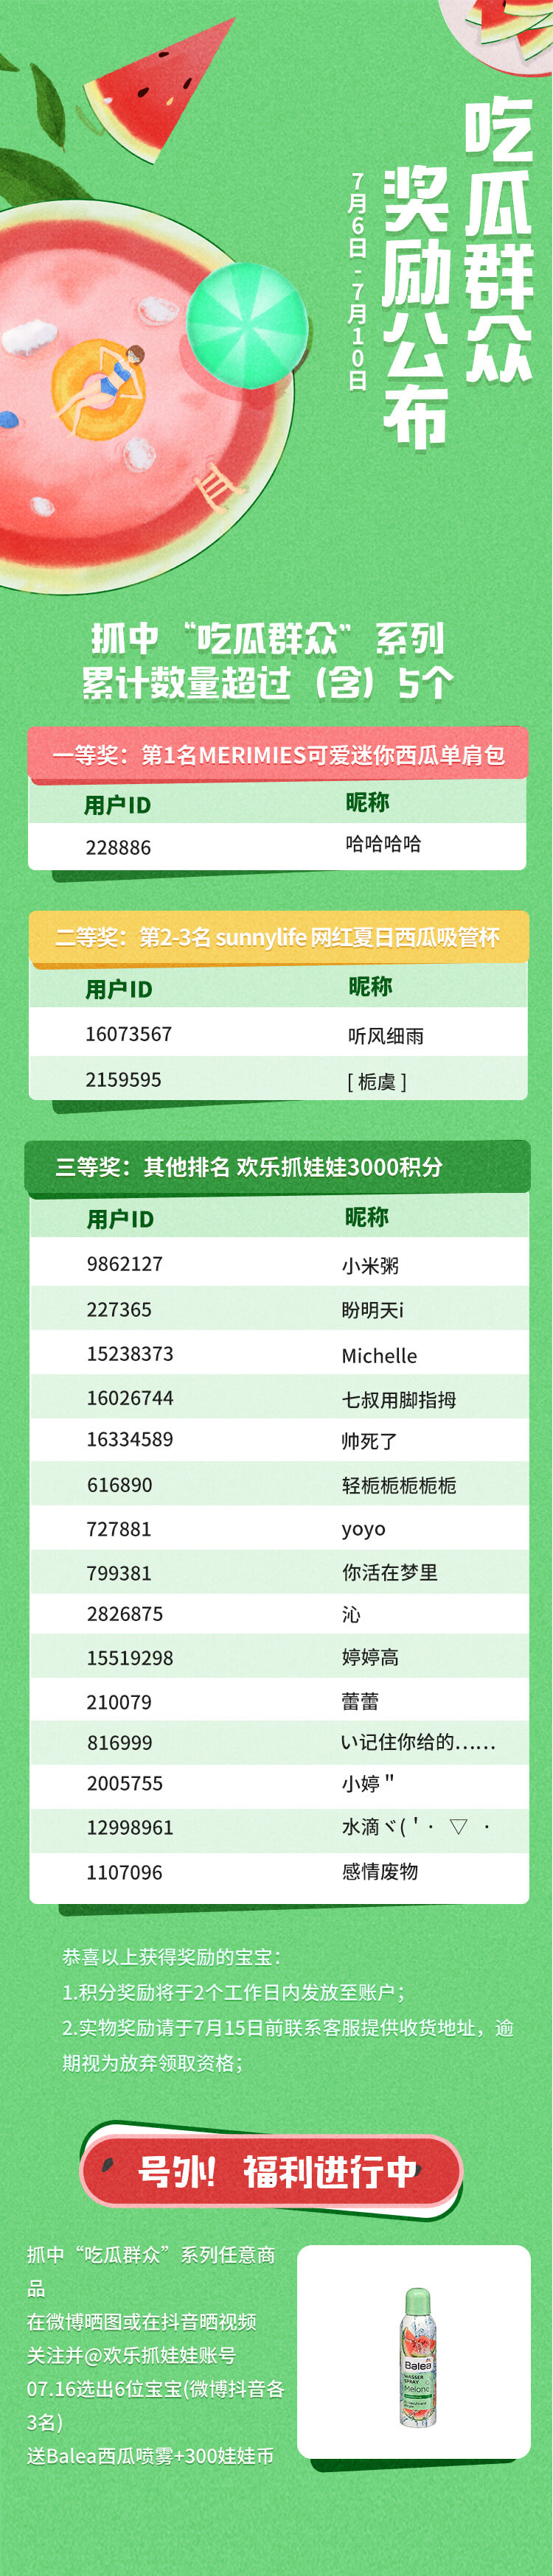 吃瓜群众
奖励公布
7月6日-7月10日
抓中“吃瓜群众”系列
累计数量超过（含）5个
一等奖：第1名MERIMIES可爱迷你西瓜单肩包
用户ID 昵称
228886 哈哈哈哈
二等奖：第2-3名 sunnylife 网红夏日西瓜吸管杯
用户ID 昵称
16073567 听风细雨
2159595 [ 栀虞 ]
三等奖：其他排名 欢乐抓娃娃3000积分
用户ID 昵称
9862127 小米粥
227365 盼明天i
15238373 Michelle
16026744 七叔用脚指拇
16334589 帅死了
616890 轻栀栀栀栀栀
727881 yoyo
799381 你活在梦里
2826875 沁
15519298 婷婷高
210079 蕾蕾
816999 い记住你给的……
2005755 小婷 "
12998961 水滴ヾ( ' · ▽ ·
1107096 感情废物
恭喜以上获得奖励的宝宝：
1.积分奖励将于2个工作日内发放至账户；
2.实物奖励请于7月15日前联系客服提供收货地址，逾
期视为放弃领取资格；
号外！ 福利进行中
抓中“吃瓜群众”系列任意商
品
在微博晒图或在抖音晒视频
关注并@欢乐抓娃娃账号
07.16选出6位宝宝(微博抖音各
3名)
送Balea西瓜喷雾+300娃娃币
Balea
WASSER
SPRAY
Melone